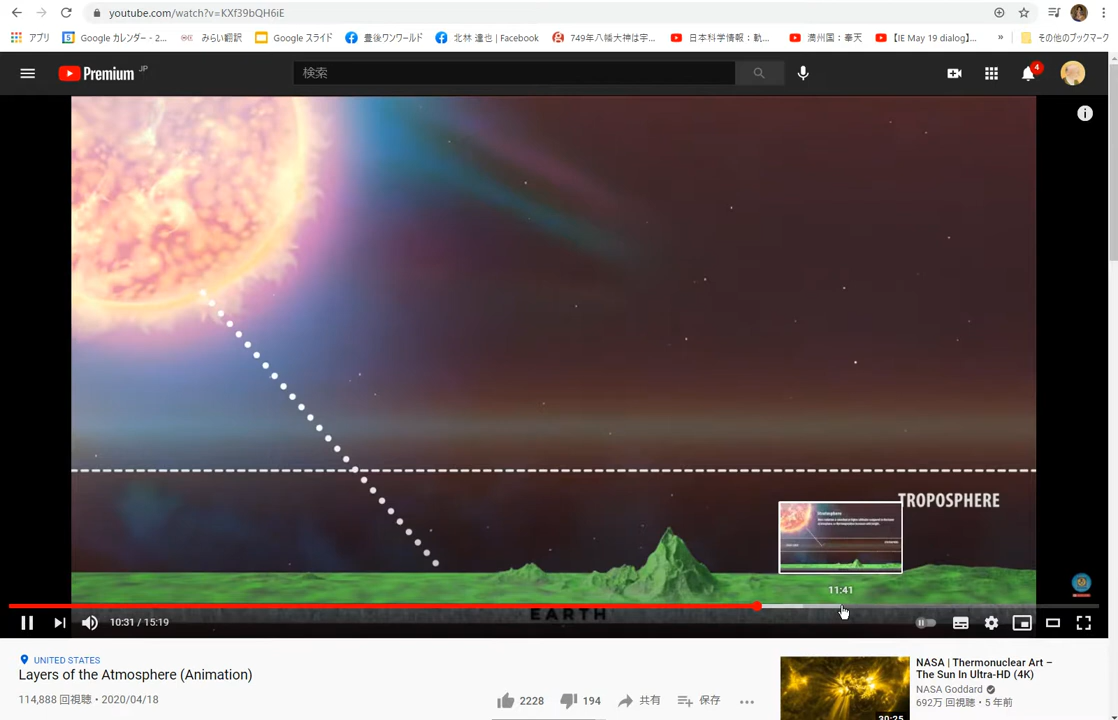 youtube.com/watch?v=KXf39bQH6iE
アプリ
Google カレンダー - 2...
みらい翻訳
Google スライド
豊後ワンワールド
北林 達也 | Facebook
749年八幡大神は宇...
日本科学情報：軌...
満州国：奉天
【IE May 19 dialog】...
»
その他のブックマーク
Premium JP
検索
4
TROPOSPHERE
Stratosphere
11:41
EARTH
10:31 / 15:19
UNITED STATES
Layers of the Atmosphere (Animation)
114,888 回視聴・2020/04/18
2228
194
共有
保存
NASA | Thermonuclear Art –
The Sun In Ultra-HD (4K)
NASA Goddard
692万 回視聴・5 年前
30:25